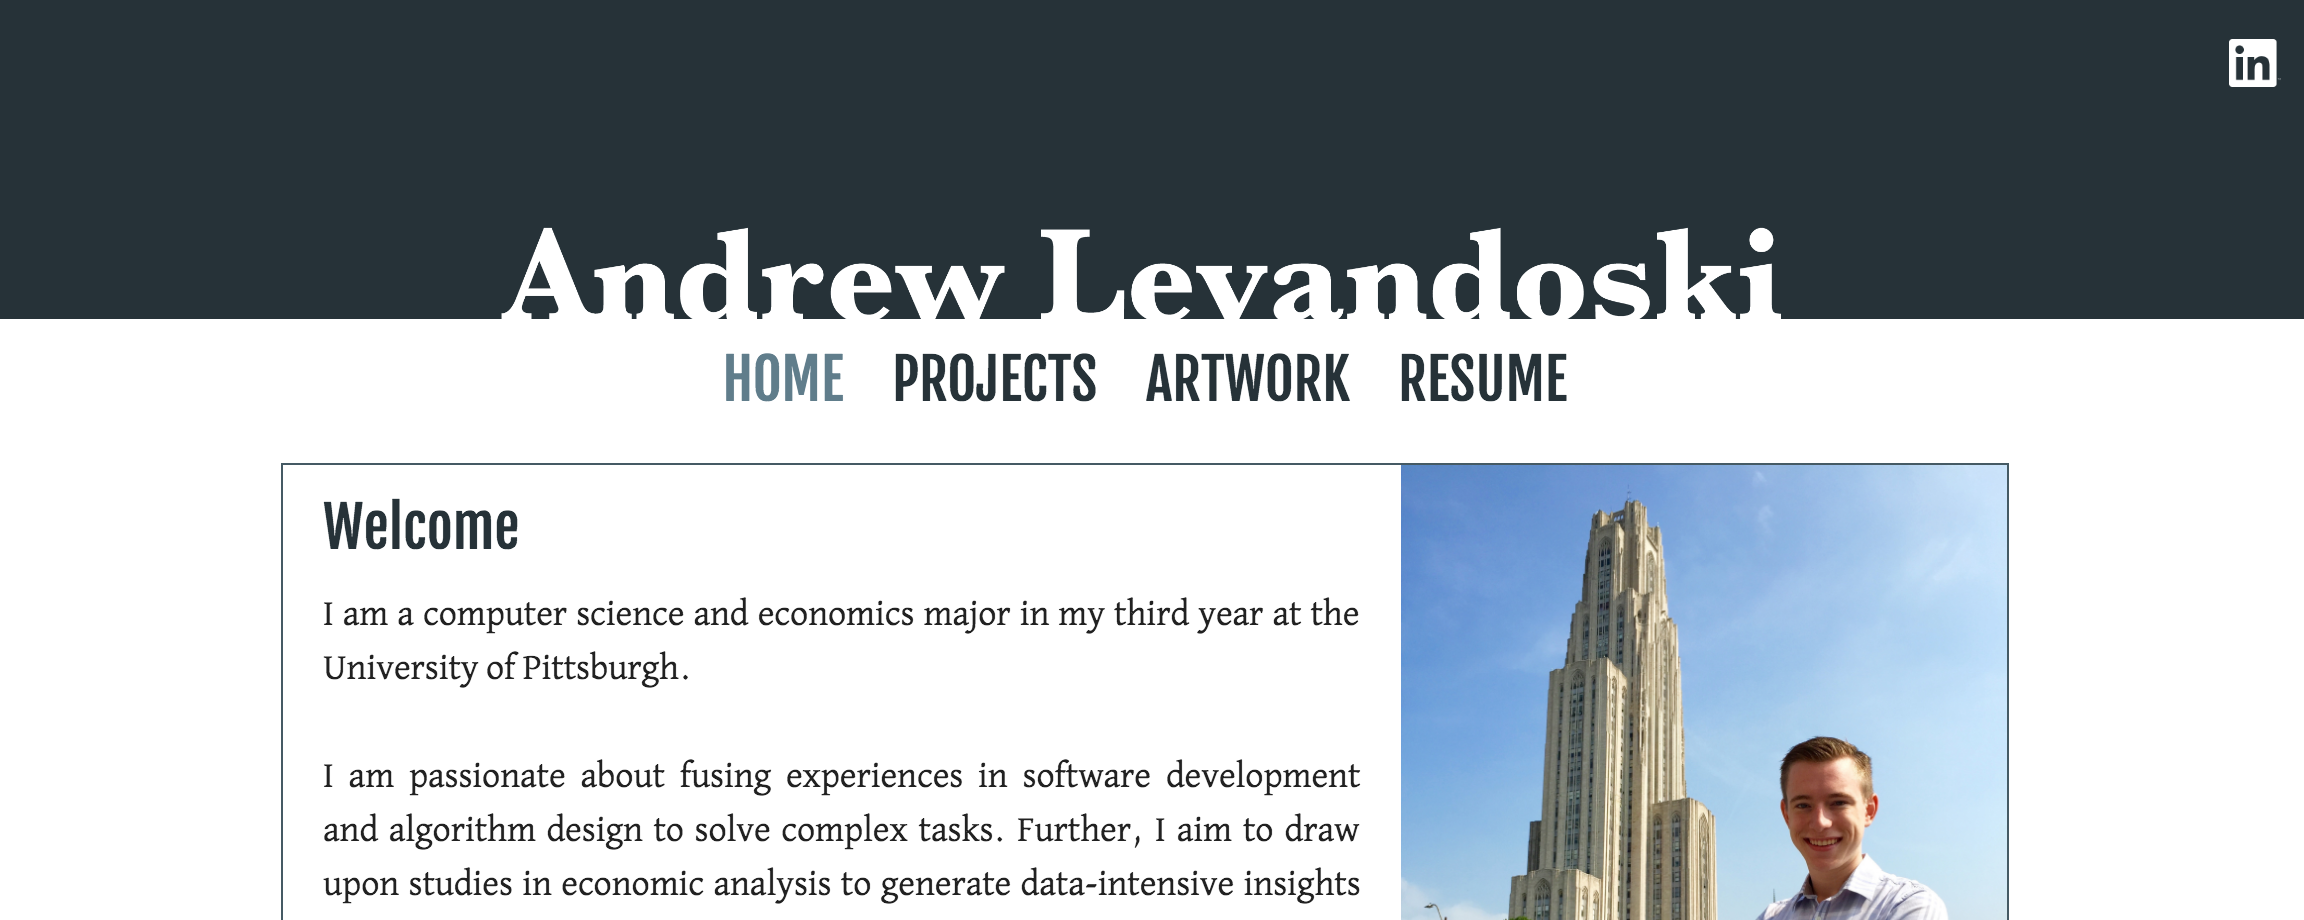 in
Andrew Levandoski
HOME PROJECTS ARTWORK RESUME
Welcome
I am a computer science and economics major in my third year at the
University of Pittsburgh.
I am passionate about fusing experiences in software development
and algorithm design to solve complex tasks. Further, I aim to draw
upon studies in economic analysis to generate data-intensive insights